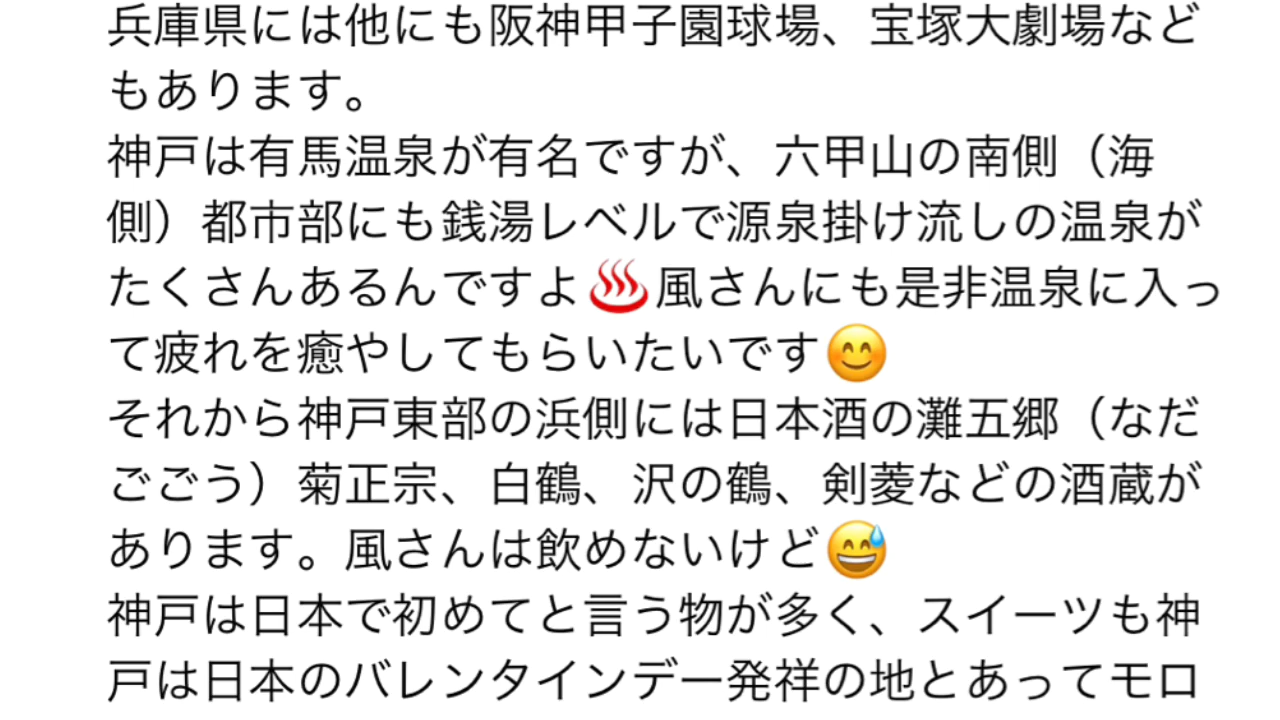 兵庫県には他にも阪神甲子園球場、宝塚大劇場など
もあります。
神戸は有馬温泉が有名ですが、六甲山の南側（海
側）都市部にも銭湯レベルで源泉掛け流しの温泉が
たくさんあるんですよ♨️風さんにも是非温泉に入っ
て疲れを癒やしてもらいたいです😊
それから神戸東部の浜側には日本酒の灘五郷（なだ
ごごう）菊正宗、白鶴、沢の鶴、剣菱などの酒蔵が
あります。風さんは飲めないけど😅
神戸は日本で初めてと言う物が多く、スイーツも神
戸は日本のバレンタインデー発祥の地とあってモロ